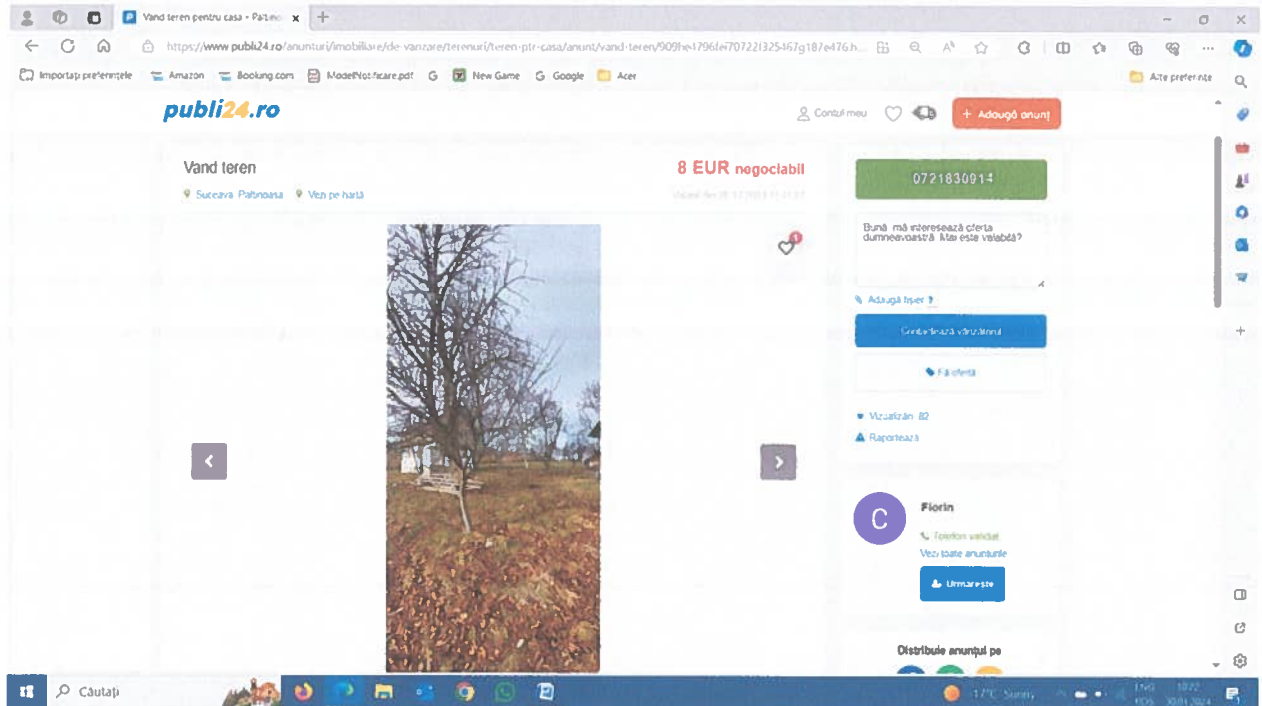 Vand teren pentru casa - Paltino
https://www.publi24.ro/anunturi/imobiliare/de-vanzare/terenuri/teren-ptr-casa/anunt/vand-teren/
Importați preferințele Amazon Booking.com ModelNotificare.pdf G New Game Google Acer Alte preferințe
publi24.ro Contul meu + Adaugă anunț
Vand teren 8 EUR negociabil
Suceava Paltinoasa Vezi pe hartă
0721830914
Bună mă interesează oferta
dumneavoastră. Mai este valabilă?
Adaugă fișier ?
Contactează vânzătorul
Fă ofertă
Vizualizări 82
Raportează
C
Florin
Telefon validat
Vezi toate anunțurile
Urmărește
Distribuie anunțul pe
Căutați 17°C Sunny ENG
30.01.2024